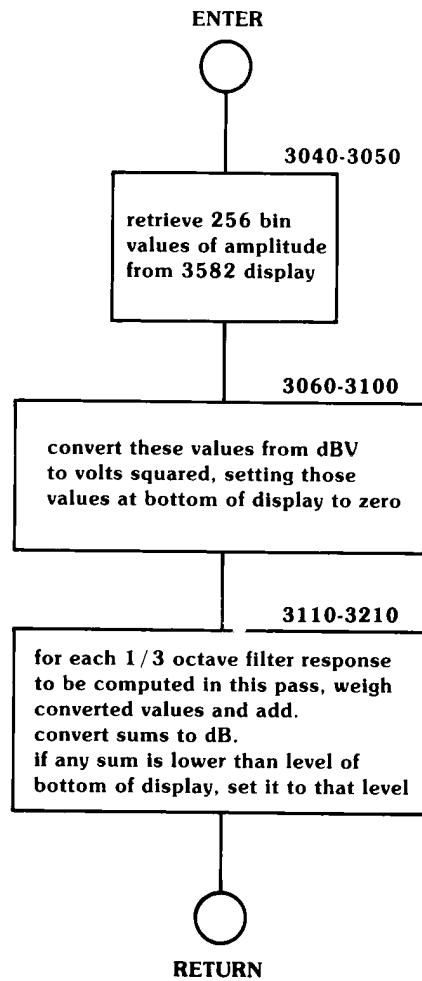 ENTER
3040-3050
retrieve 256 bin
values of amplitude
from 3582 display
3060-3100
convert these values from dBV
to volts squared, setting those
values at bottom of display to zero
3110-3210
for each 1/3 octave filter response
to be computed in this pass, weigh
converted values and add.
convert sums to dB.
if any sum is lower than level of
bottom of display, set it to that level
RETURN